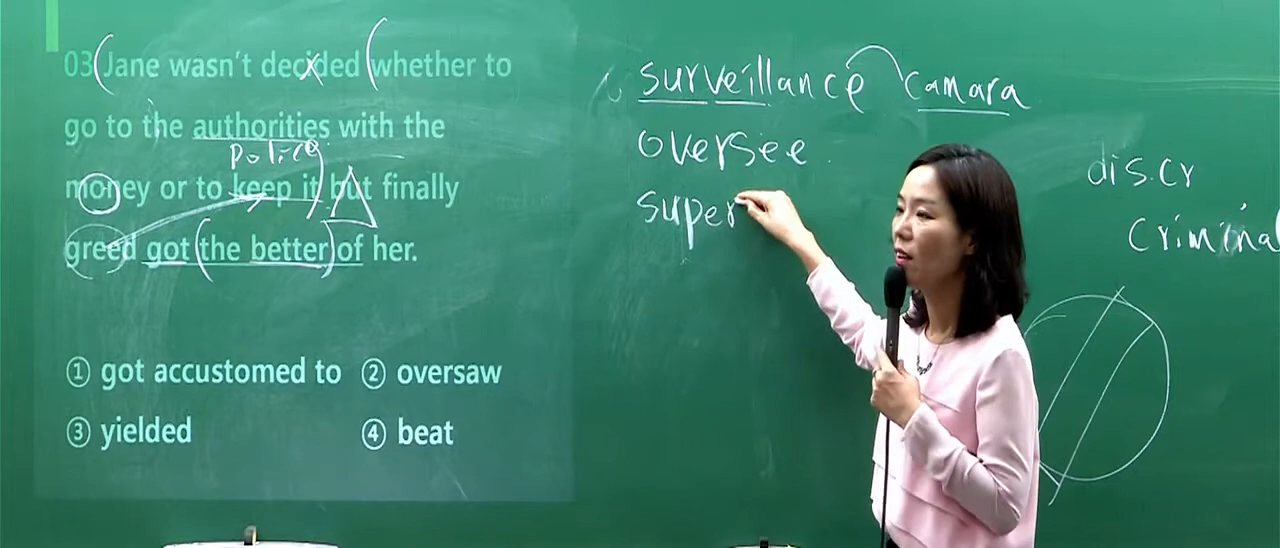 03 Jane wasn't decided whether to
go to the authorities with the
police
money or to keep it but finally
greed got the better of her.
① got accustomed to ② oversaw
③ yielded ④ beat
surveillance camara
oversee
super
discr
crimina